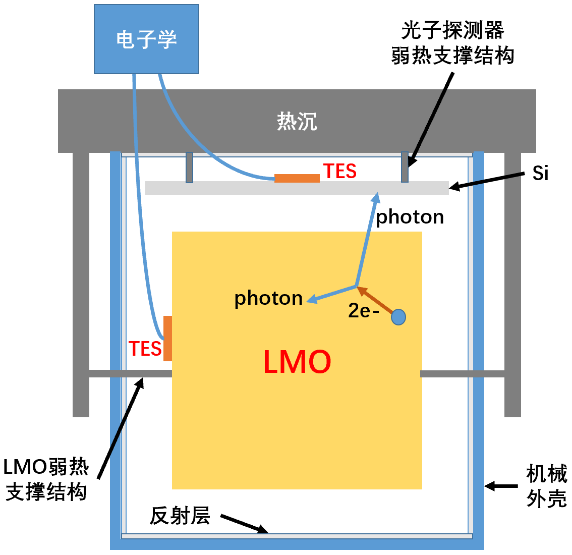 电子学
光子探测器
弱热支撑结构
热沉
TES
Si
photon
photon
2e-
TES
LMO
LMO弱热
支撑结构
机械
外壳
反射层